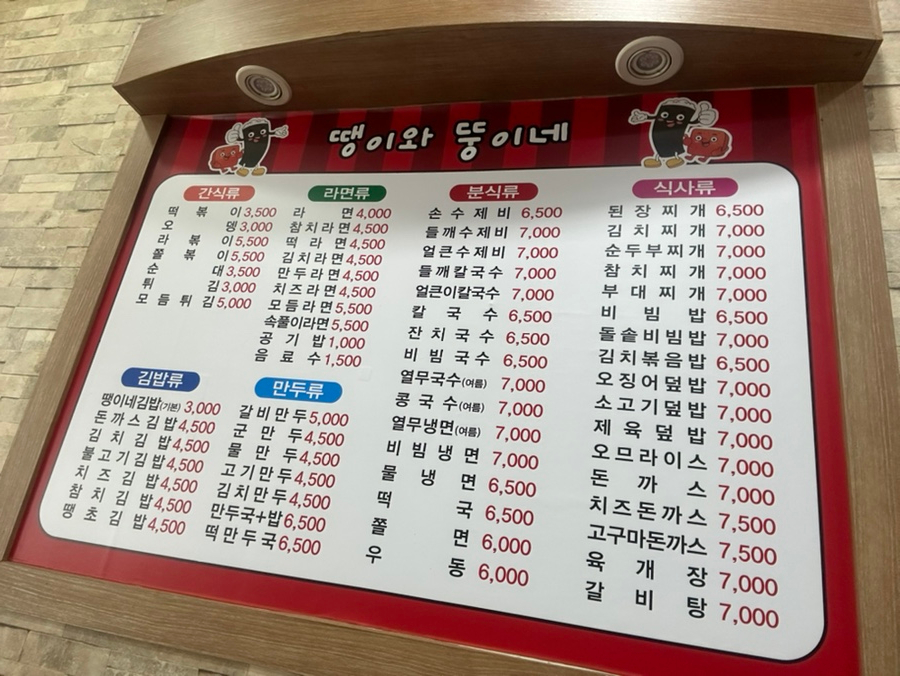 땡이와 뚱이네
간식류
떡볶이 3,500
오뎅 3,000
라볶이 5,500
쫄볶이 5,500
순대 3,500
튀김 3,000
모듬튀김 5,000
라면류
라면 4,000
참치라면 4,500
떡라면 4,500
김치라면 4,500
만두라면 4,500
치즈라면 4,500
모듬라면 5,500
속풀이라면 5,500
공기밥 1,000
음료수 1,500
김밥류
땡이네김밥(기본) 3,000
돈까스김밥 4,500
김치김밥 4,500
불고기김밥 4,500
치즈김밥 4,500
참치김밥 4,500
땡초김밥 4,500
만두류
갈비만두 5,000
군만두 4,500
물만두 4,500
고기만두 4,500
김치만두 4,500
만두국+밥 6,500
떡만두국 6,500
분식류
손수제비 6,500
들깨수제비 7,000
얼큰수제비 7,000
들깨칼국수 7,000
얼큰이칼국수 7,000
칼국수 6,500
잔치국수 6,500
비빔국수 6,500
열무국수(여름) 7,000
콩국수(여름) 7,000
열무냉면(여름) 7,000
비빔냉면 7,000
물냉면 6,500
떡국 6,500
쫄면 6,000
우동 6,000
식사류
된장찌개 6,500
김치찌개 7,000
순두부찌개 7,000
참치찌개 7,000
부대찌개 7,000
비빔밥 6,500
돌솥비빔밥 7,000
김치볶음밥 6,500
오징어덮밥 7,000
소고기덮밥 7,000
제육덮밥 7,000
오므라이스 7,000
돈까스 7,000
치즈돈까스 7,500
고구마돈까스 7,500
육개장 7,000
갈비탕 7,000